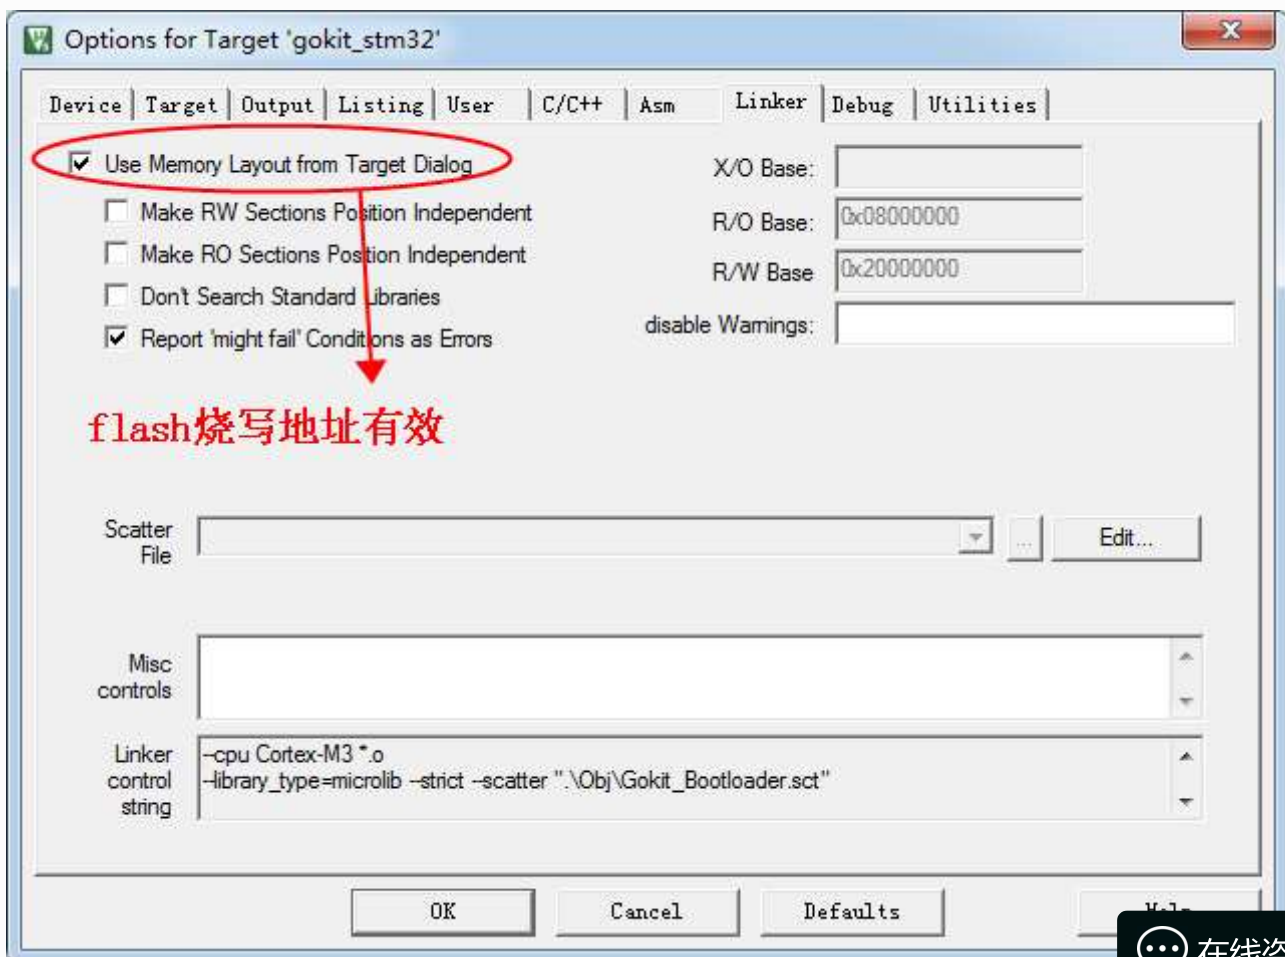 Options for Target 'gokit_stm32'
Device Target Output Listing User C/C++ Asm Linker Debug Utilities
Use Memory Layout from Target Dialog
Make RW Sections Position Independent
Make RO Sections Position Independent
Don't Search Standard Libraries
Report 'might fail' Conditions as Errors
X/O Base:
R/O Base: 0x08000000
R/W Base 0x20000000
disable Warnings:
flash烧写地址有效
Scatter
File
...
Edit...
Misc
controls
Linker
control
string
--cpu Cortex-M3 *.o
--library_type=microlib --strict --scatter ".\Obj\Gokit_Bootloader.sct"
OK Cancel Defaults
在线